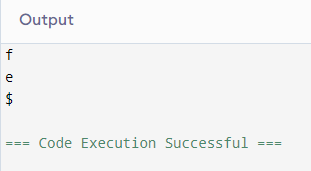 Output
f
e
$
=== Code Execution Successful ===